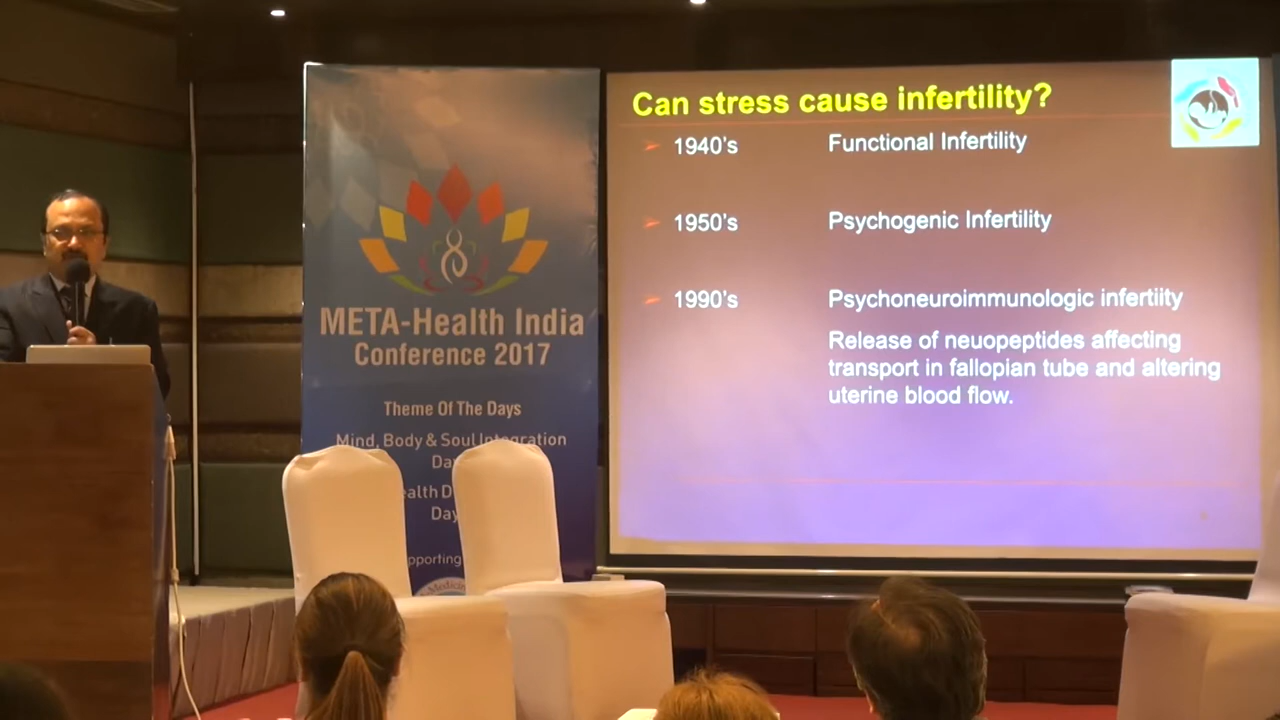 META-Health India
Conference 2017
Theme Of The Days
Mind, Body & Soul Integration
Can stress cause infertility?
1940's Functional Infertility
1950's Psychogenic Infertility
1990's Psychoneuroimmunologic infertiity
Release of neuopeptides affecting
transport in fallopian tube and altering
uterine blood flow.